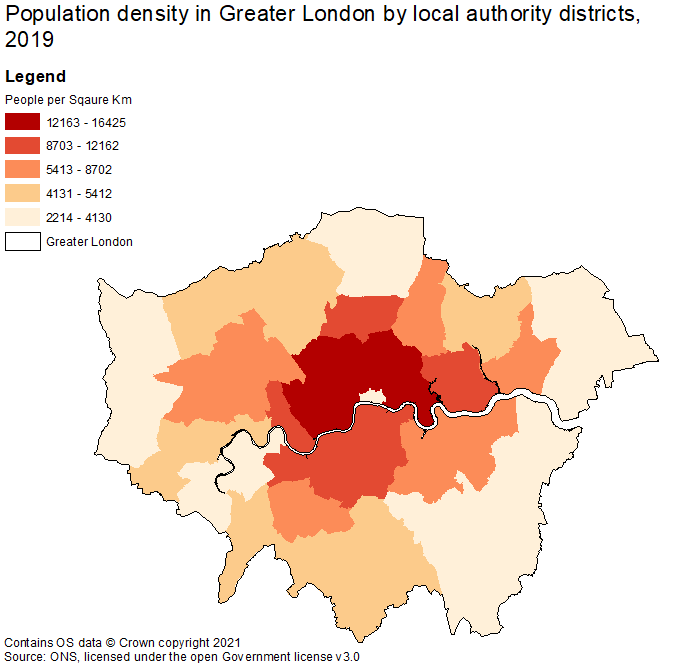 Population density in Greater London by local authority districts,
2019
Legend
People per Sqaure Km
12163 - 16425
8703 - 12162
5413 - 8702
4131 - 5412
2214 - 4130
Greater London
Contains OS data © Crown copyright 2021
Source: ONS, licensed under the open Government license v3.0